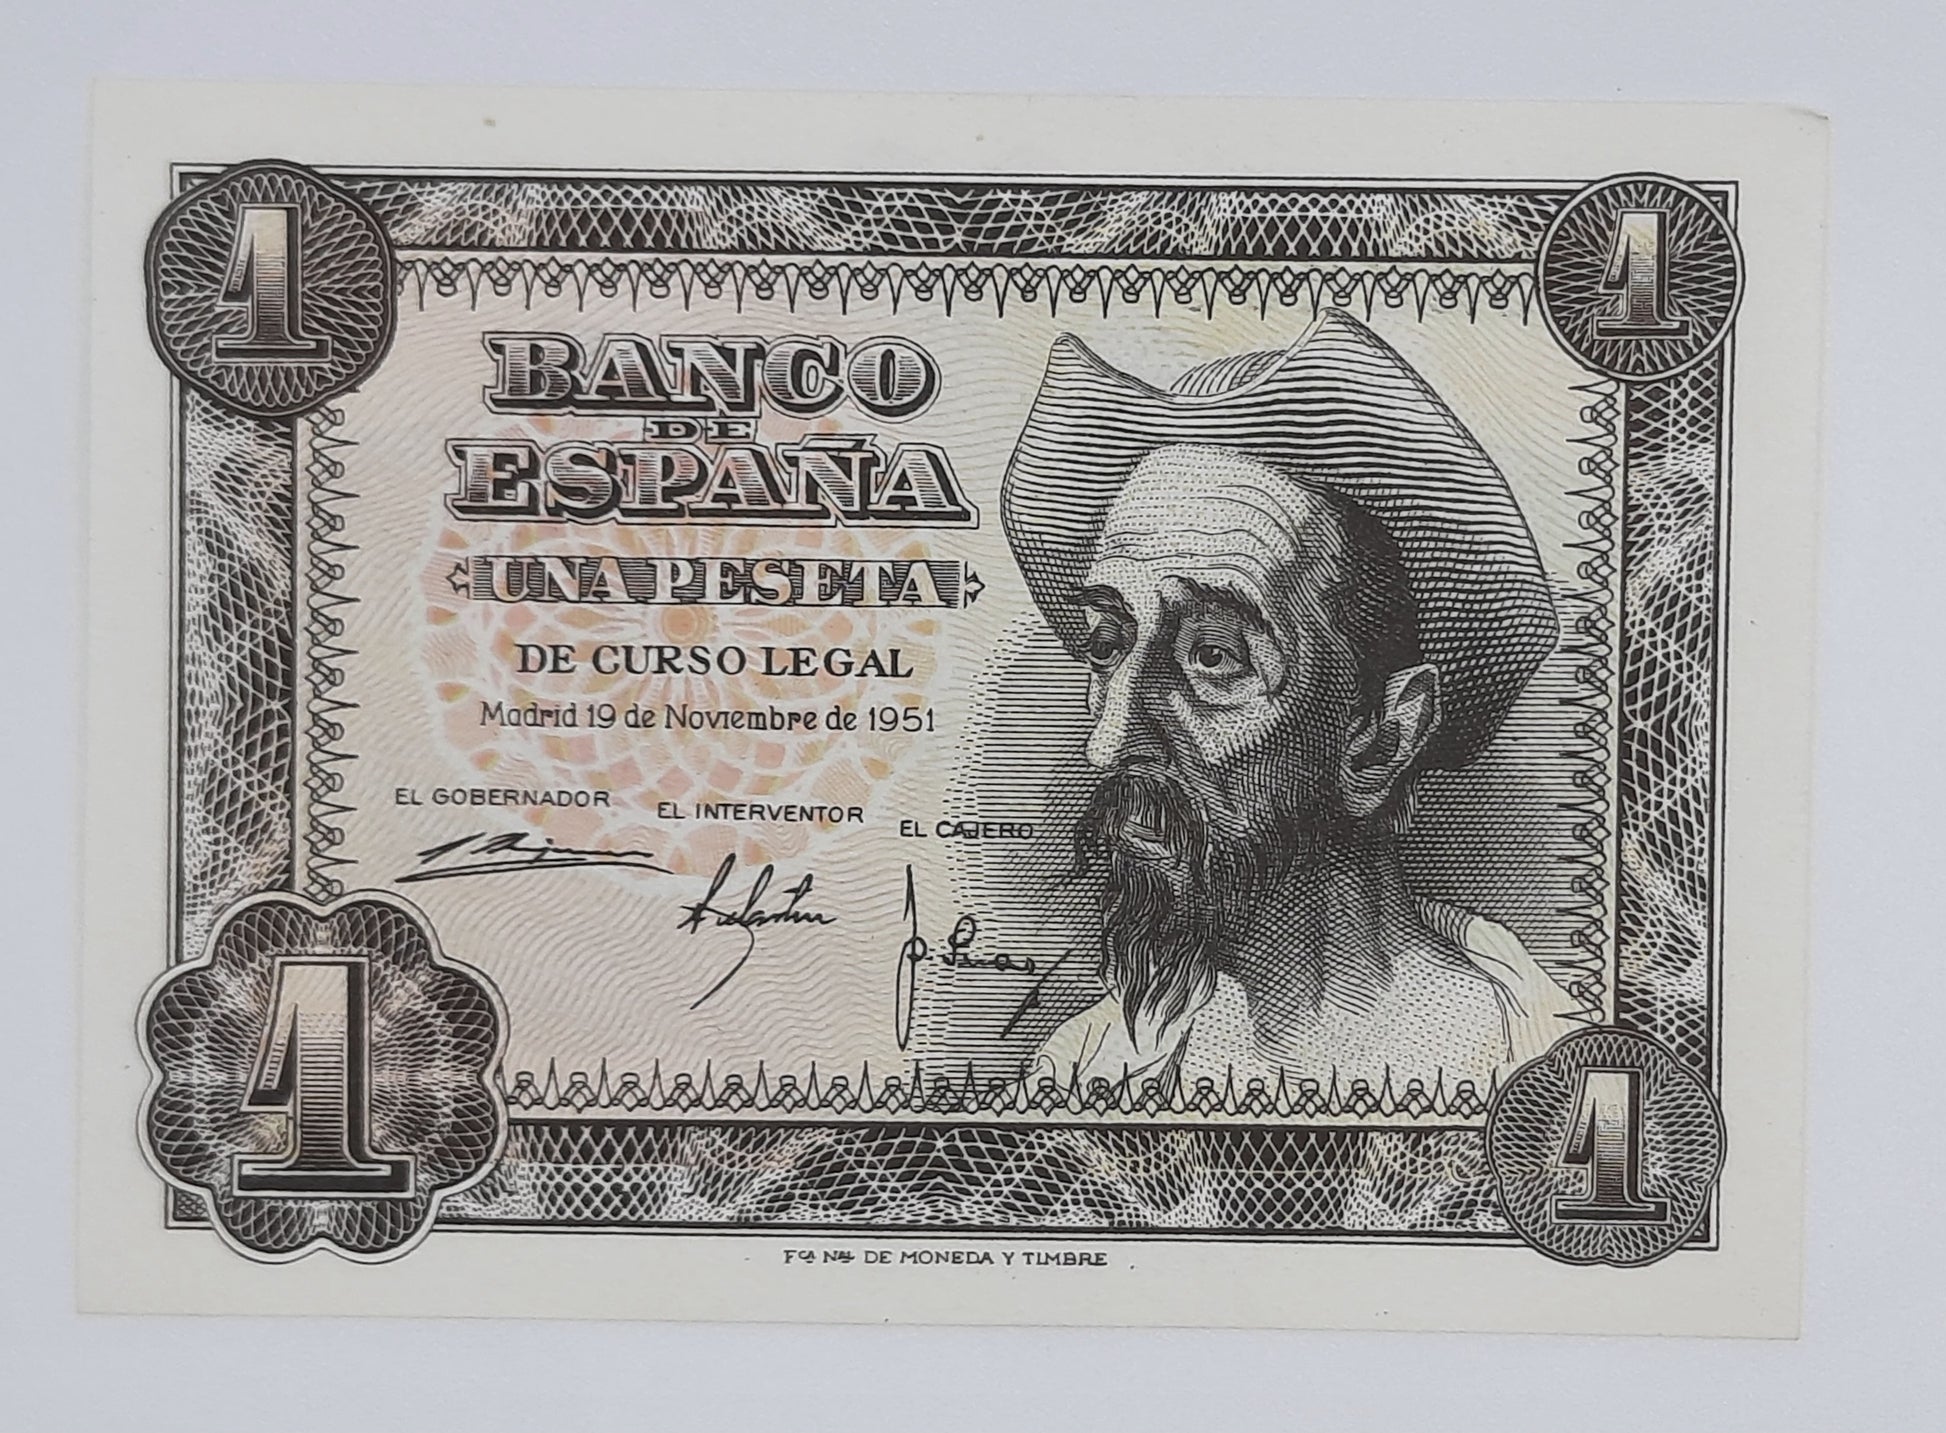 1
1
BANCO
DE
ESPAÑA
UNA PESETA
DE CURSO LEGAL
Madrid 19 de Noviembre de 1951
EL GOBERNADOR EL INTERVENTOR EL CAJERO
1
1
Fca Nal DE MONEDA Y TIMBRE